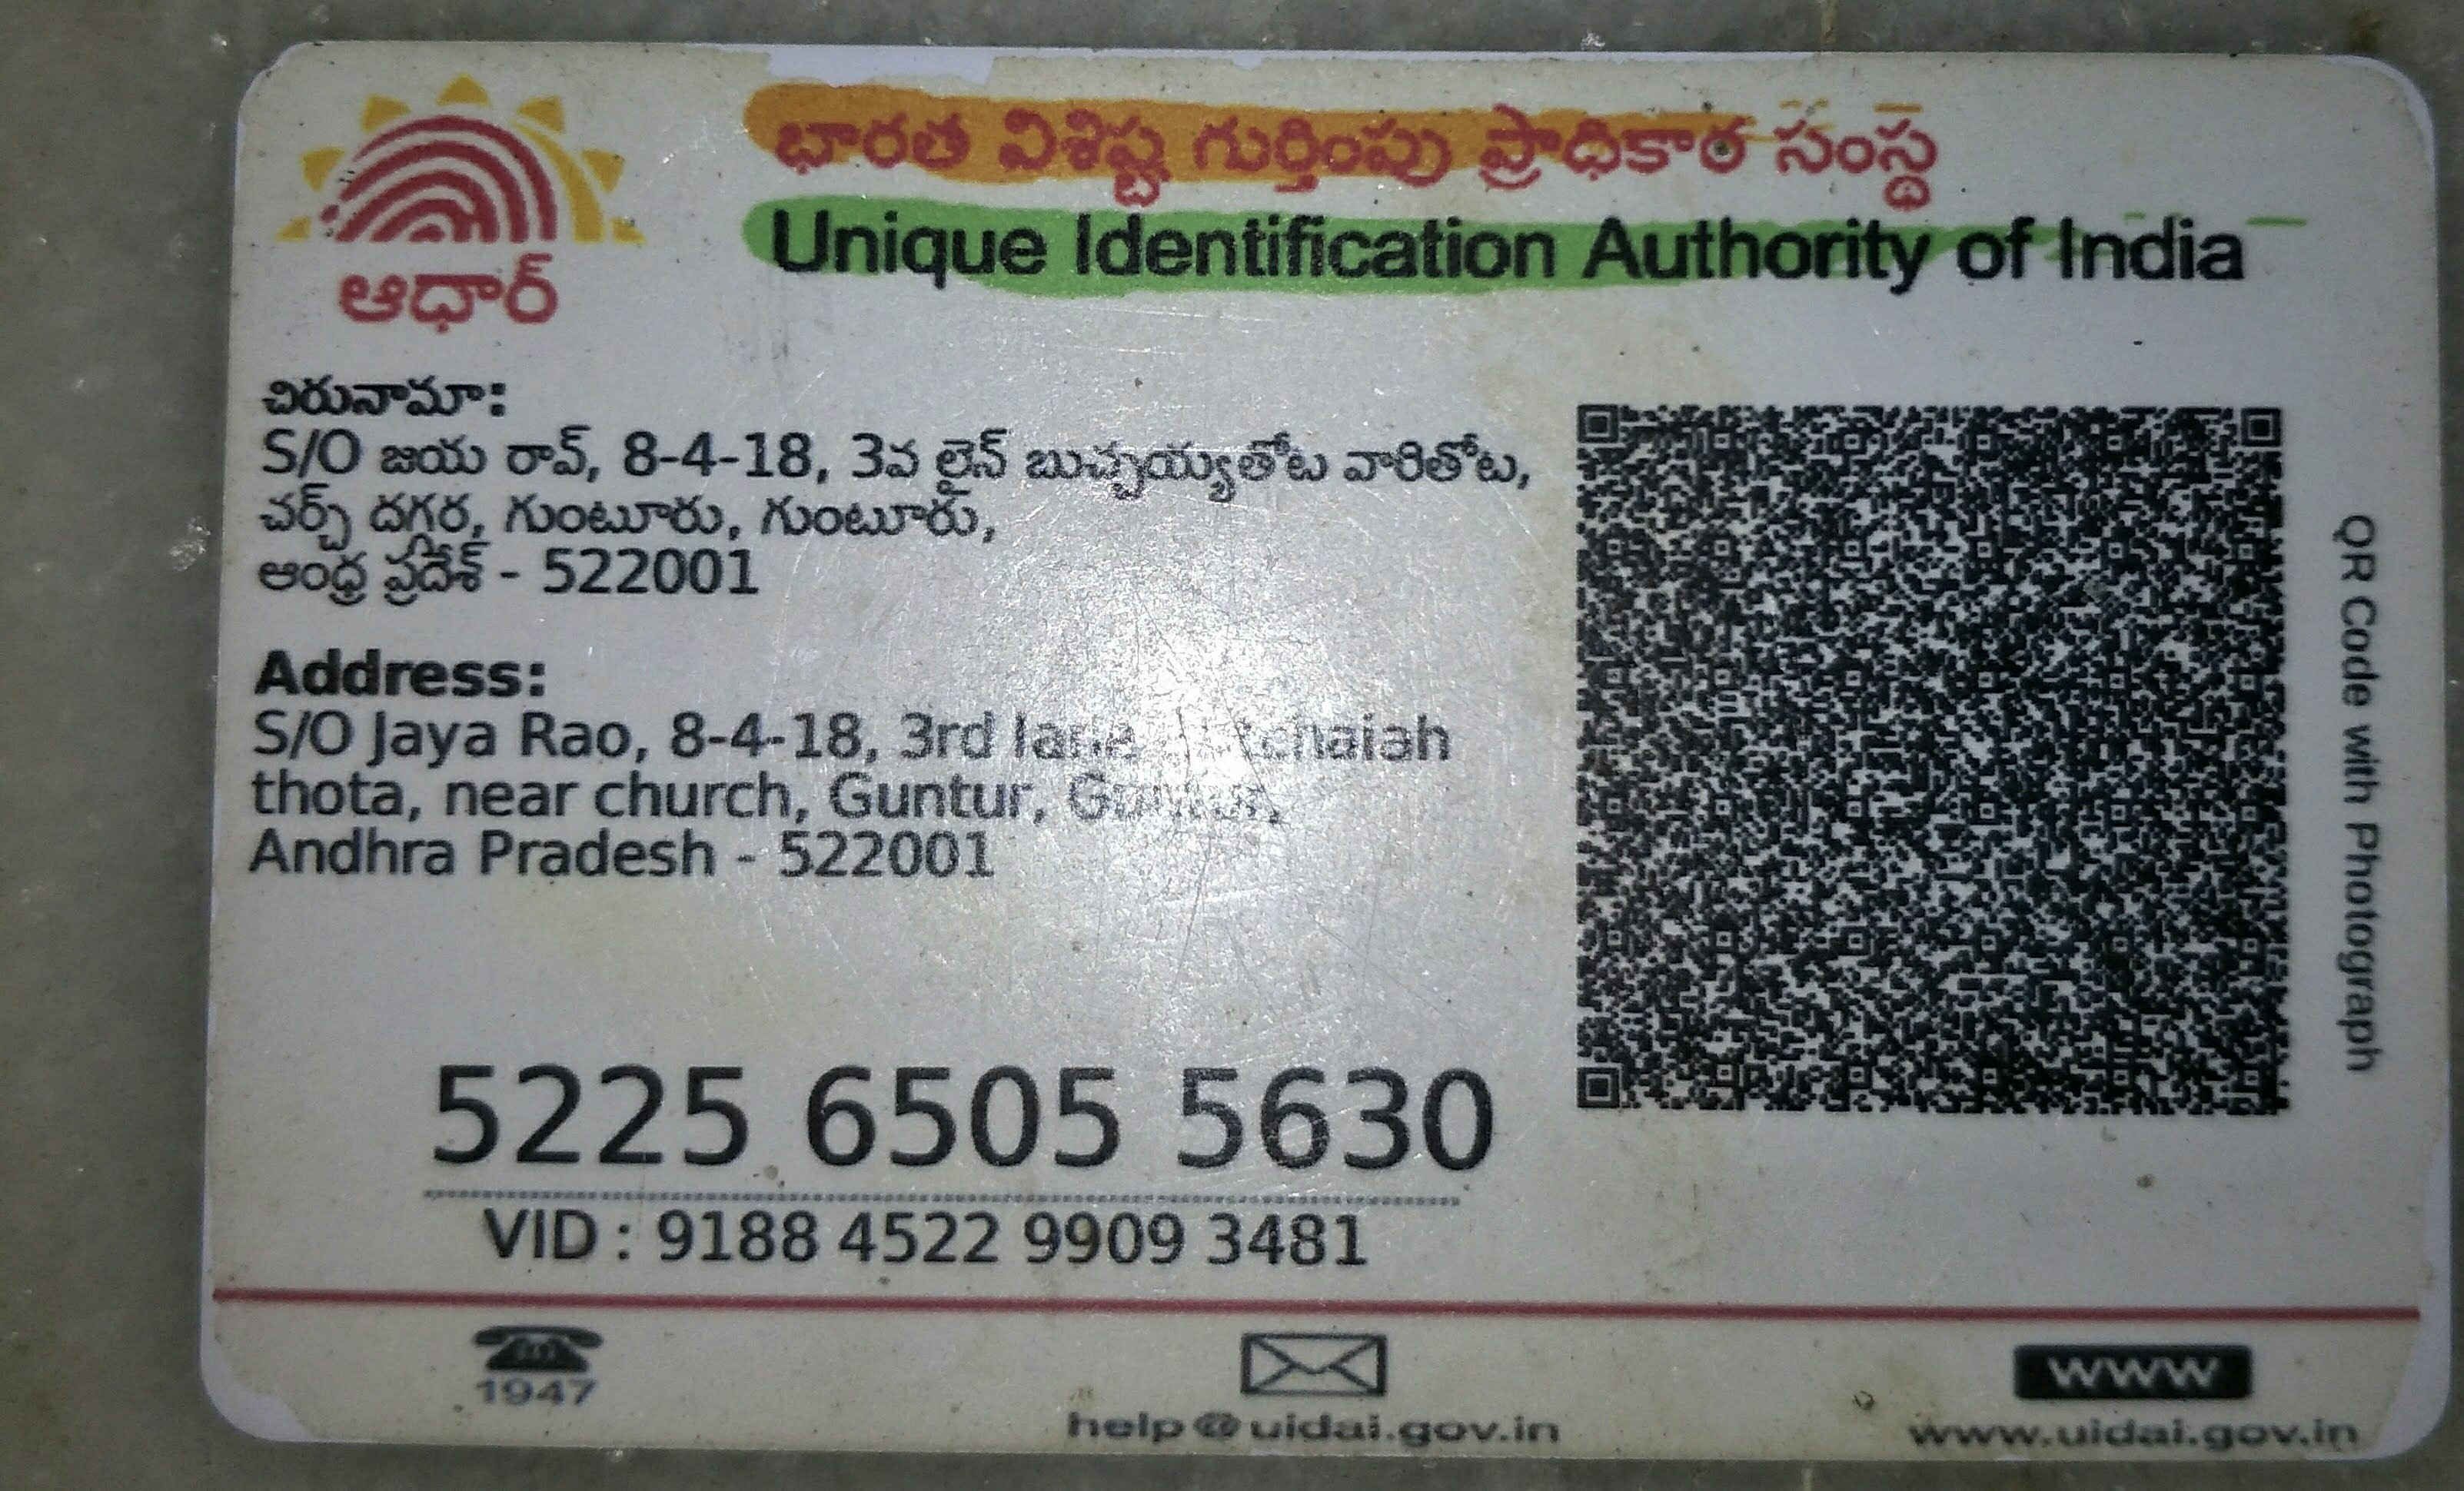 ఆధార్
భారత విశిష్ట గుర్తింపు ప్రాధికార సంస్థ
Unique Identification Authority of India
చిరునామా:
S/O జయ రావ్, 8-4-18, 3వ లైన్ బుచ్చయ్యతోట వారితోట,
చర్చ్ దగ్గర, గుంటూరు, గుంటూరు,
ఆంధ్ర ప్రదేశ్ - 522001
Address:
S/O Jaya Rao, 8-4-18, 3rd lane
thota, near church, Guntur, Guntur,
Andhra Pradesh - 522001
QR Code with Photograph
5225 6505 5630
VID : 9188 4522 9909 3481
1947
help@uidai.gov.in
WWW
www.uidai.gov.in